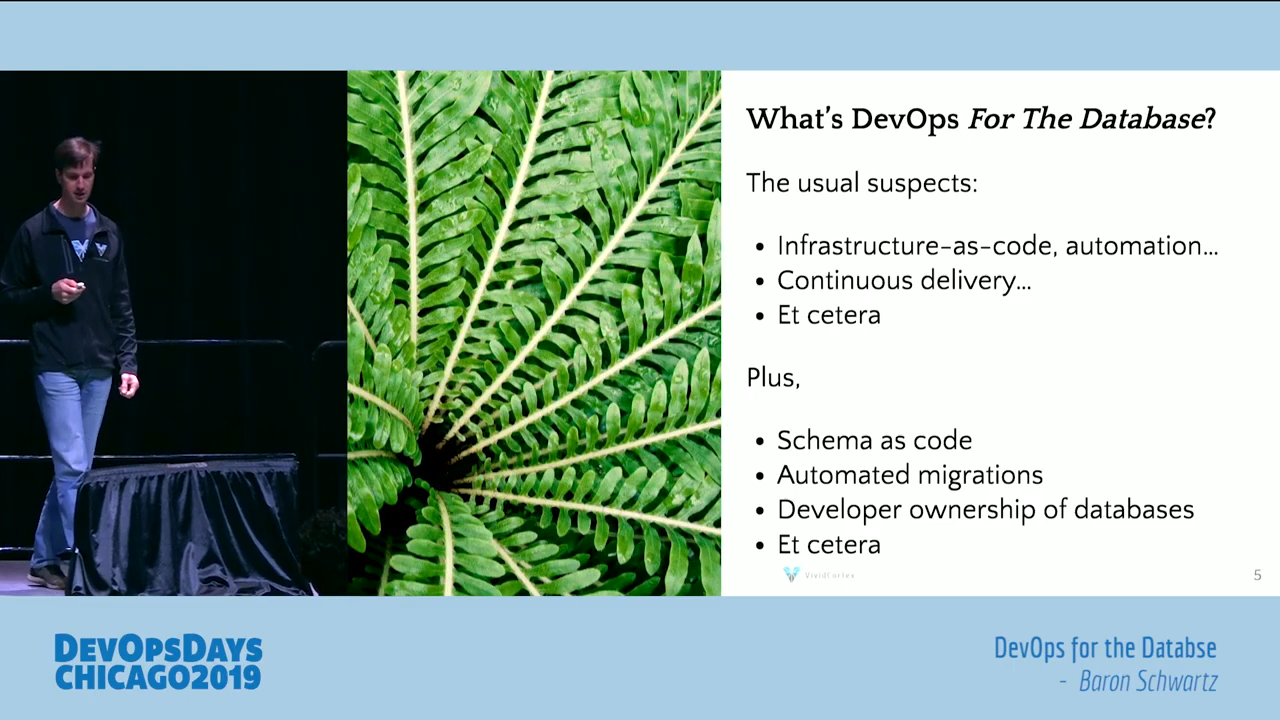 What's DevOps For The Database?
The usual suspects:
• Infrastructure-as-code, automation...
• Continuous delivery...
• Et cetera
Plus,
• Schema as code
• Automated migrations
• Developer ownership of databases
• Et cetera
VividCortex
5
DEVOPSDAYS
CHICAGO2019
DevOps for the Databse
- Baron Schwartz